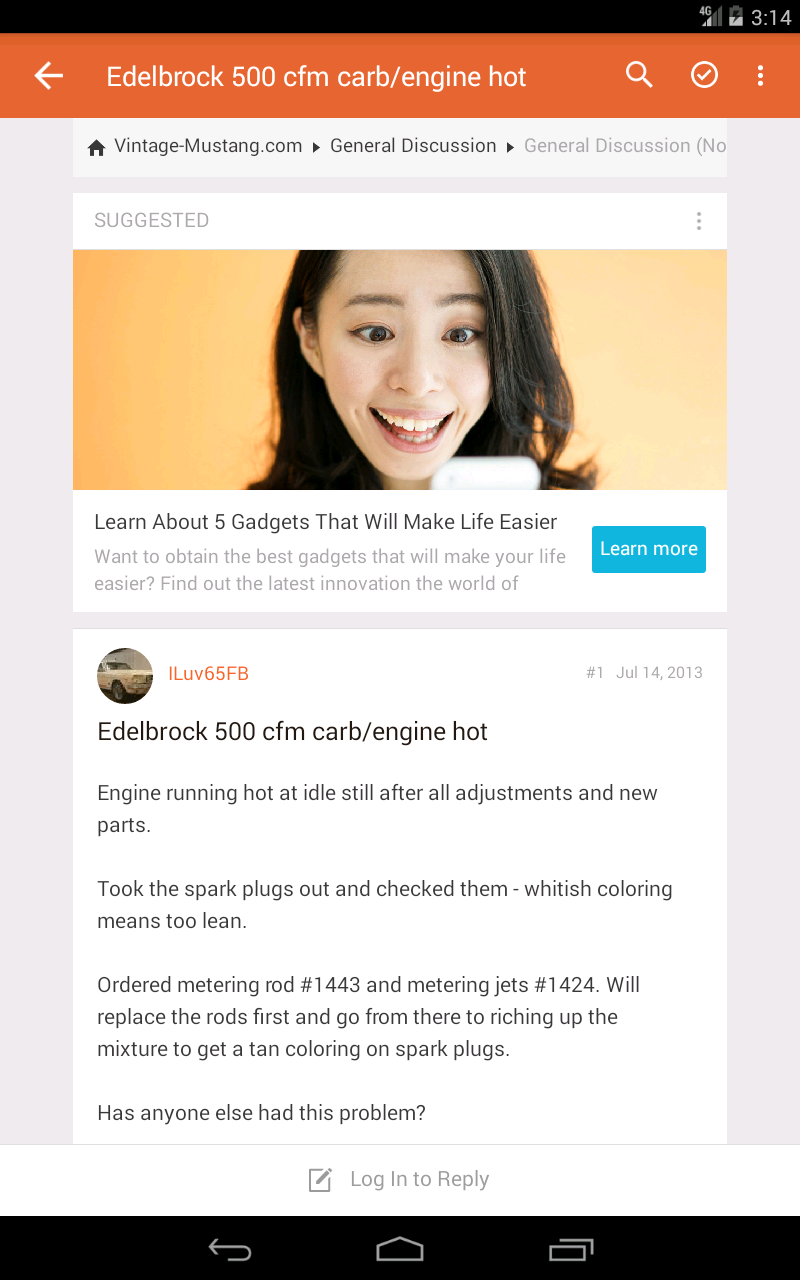 4G 3:14
Edelbrock 500 cfm carb/engine hot
Vintage-Mustang.com General Discussion General Discussion (No
SUGGESTED
Learn About 5 Gadgets That Will Make Life Easier
Want to obtain the best gadgets that will make your life
easier? Find out the latest innovation the world of
Learn more
ILuv65FB #1 Jul 14, 2013
Edelbrock 500 cfm carb/engine hot
Engine running hot at idle still after all adjustments and new
parts.
Took the spark plugs out and checked them - whitish coloring
means too lean.
Ordered metering rod #1443 and metering jets #1424. Will
replace the rods first and go from there to riching up the
mixture to get a tan coloring on spark plugs.
Has anyone else had this problem?
Log In to Reply